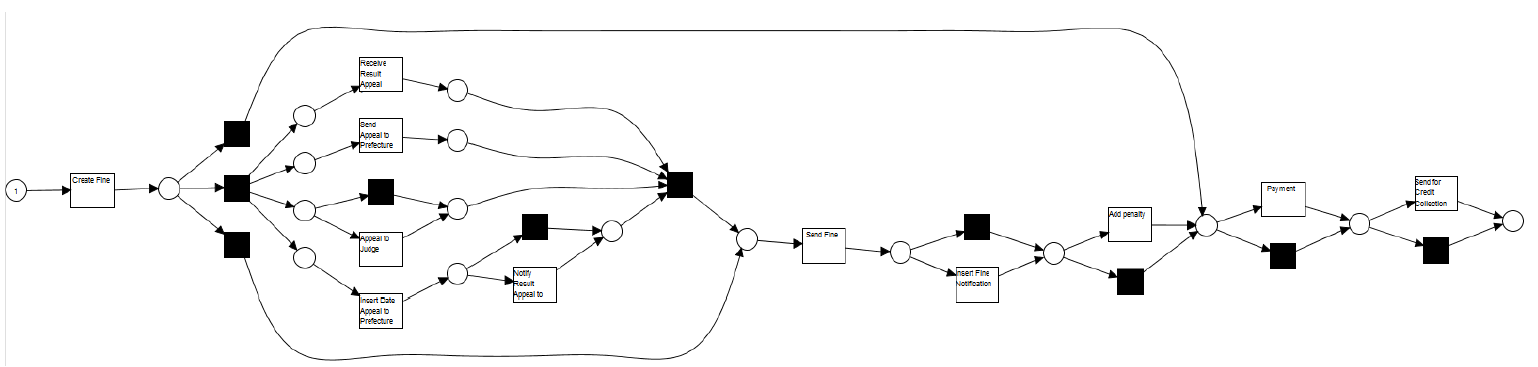 1
Create Fine
Receive
Result
Appeal
Send
Appeal to
Prefecture
Appeal to
Judge
Insert Date
Appeal to
Prefecture
Notify
Result
Appeal to
Send Fine
Insert Fine
Notification
Add penalty
Payment
Send for
Credit
Collection